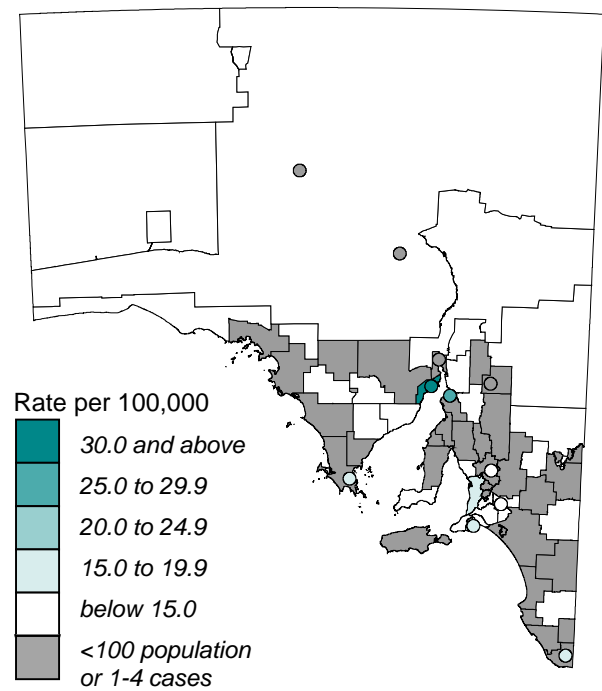 Rate per 100,000
30.0 and above
25.0 to 29.9
20.0 to 24.9
15.0 to 19.9
below 15.0
<100 population
or 1-4 cases